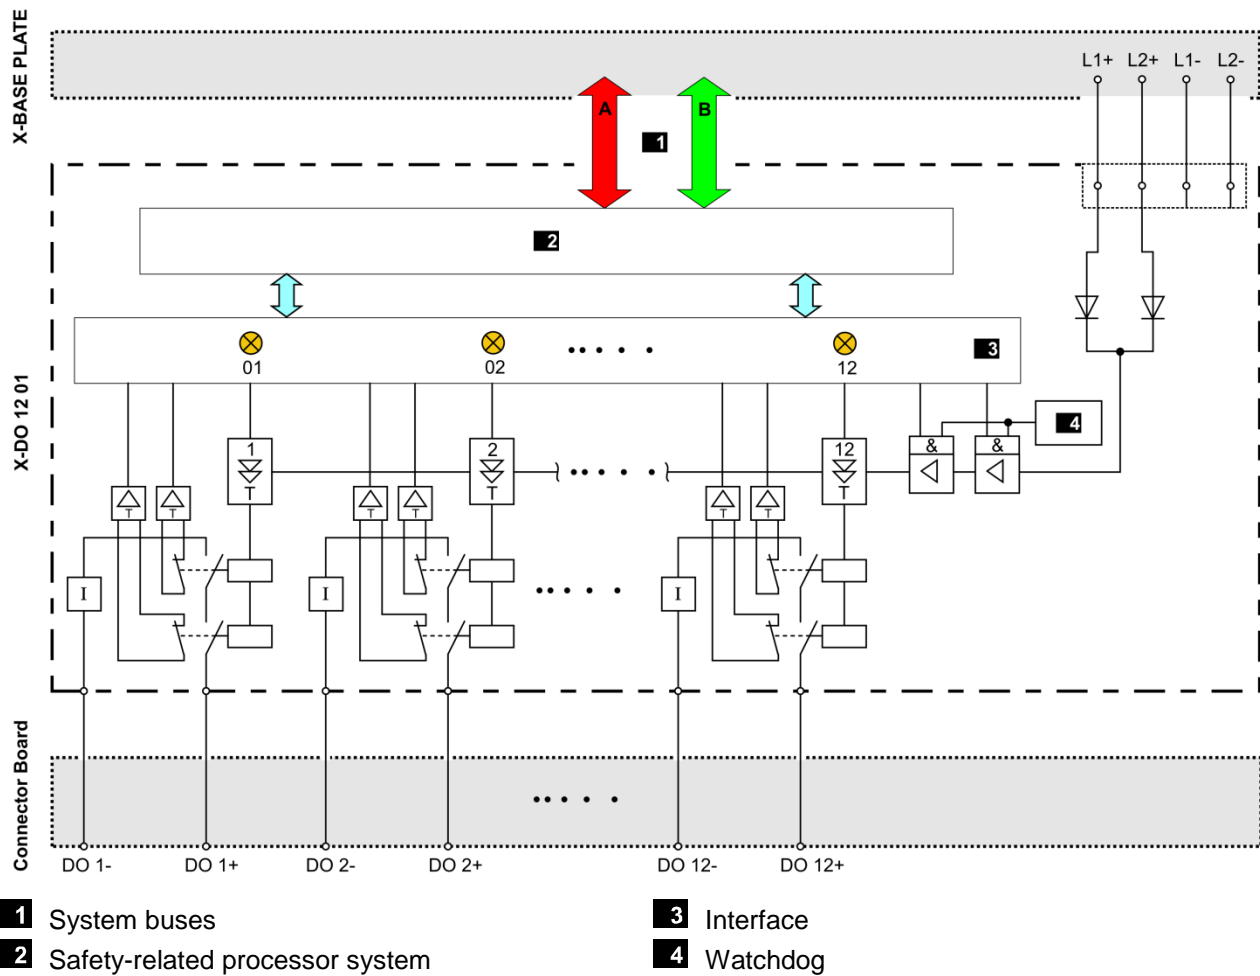 X-BASE PLATE
L1+ L2+ L1- L2-
A B
1
2
X-DO 12 01
01 02 12
3
4
1 2 12 & &
T T T
T T T T T T
I I I
Connector Board
DO 1- DO 1+ DO 2- DO 2+ DO 12- DO 12+
1 System buses
3 Interface
2 Safety-related processor system
4 Watchdog